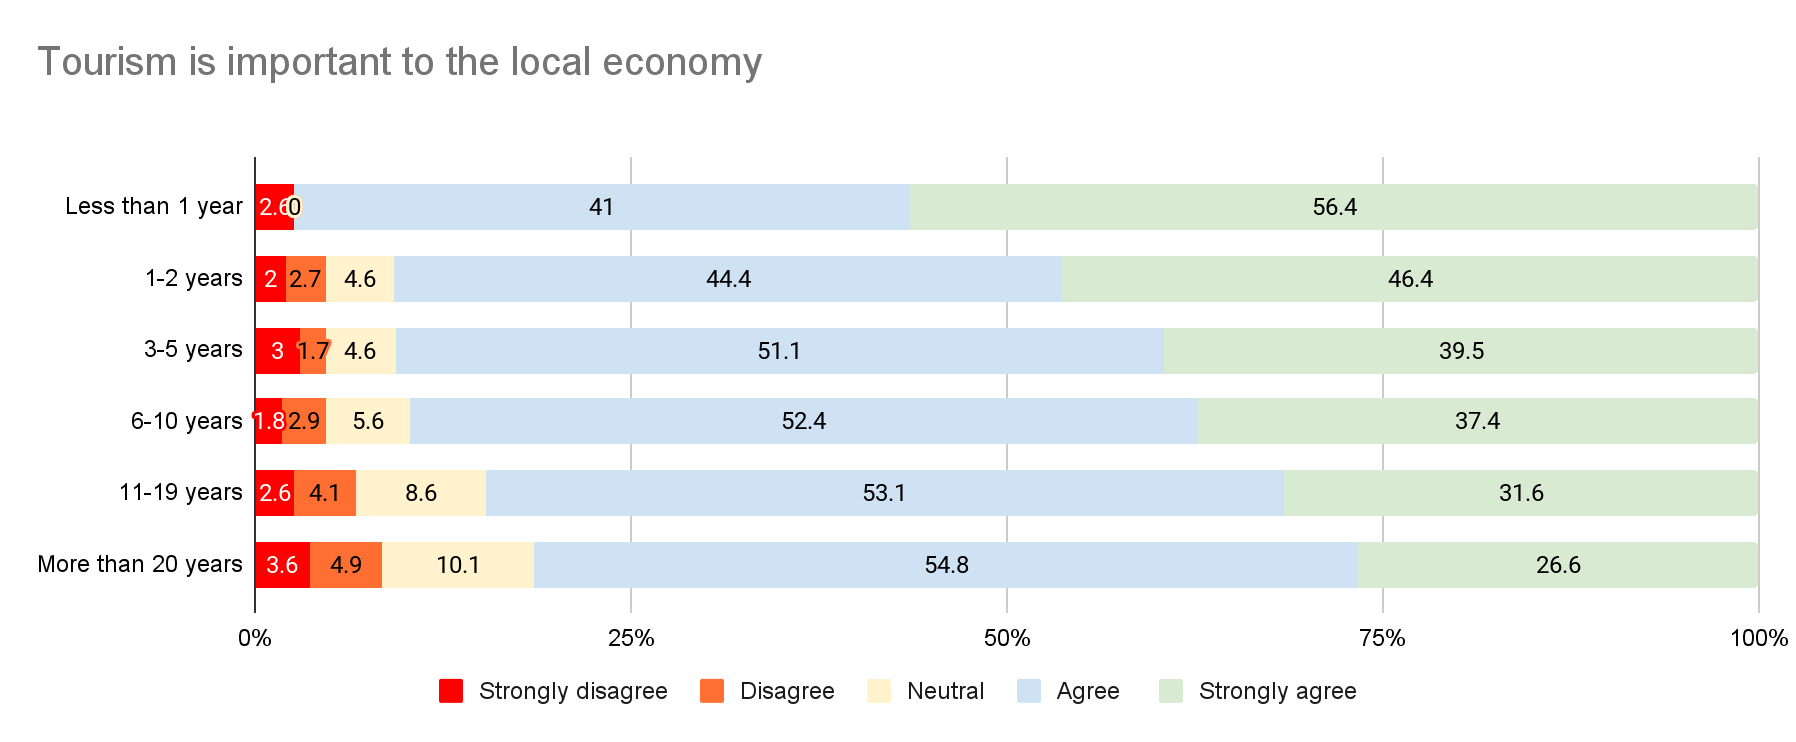 Tourism is important to the local economy
Less than 1 year 2.6 0 41 56.4
1-2 years 2 2.7 4.6 44.4 46.4
3-5 years 3 1.7 4.6 51.1 39.5
6-10 years 1.8 2.9 5.6 52.4 37.4
11-19 years 2.6 4.1 8.6 53.1 31.6
More than 20 years 3.6 4.9 10.1 54.8 26.6
0% 25% 50% 75% 100%
Strongly disagree Disagree Neutral Agree Strongly agree